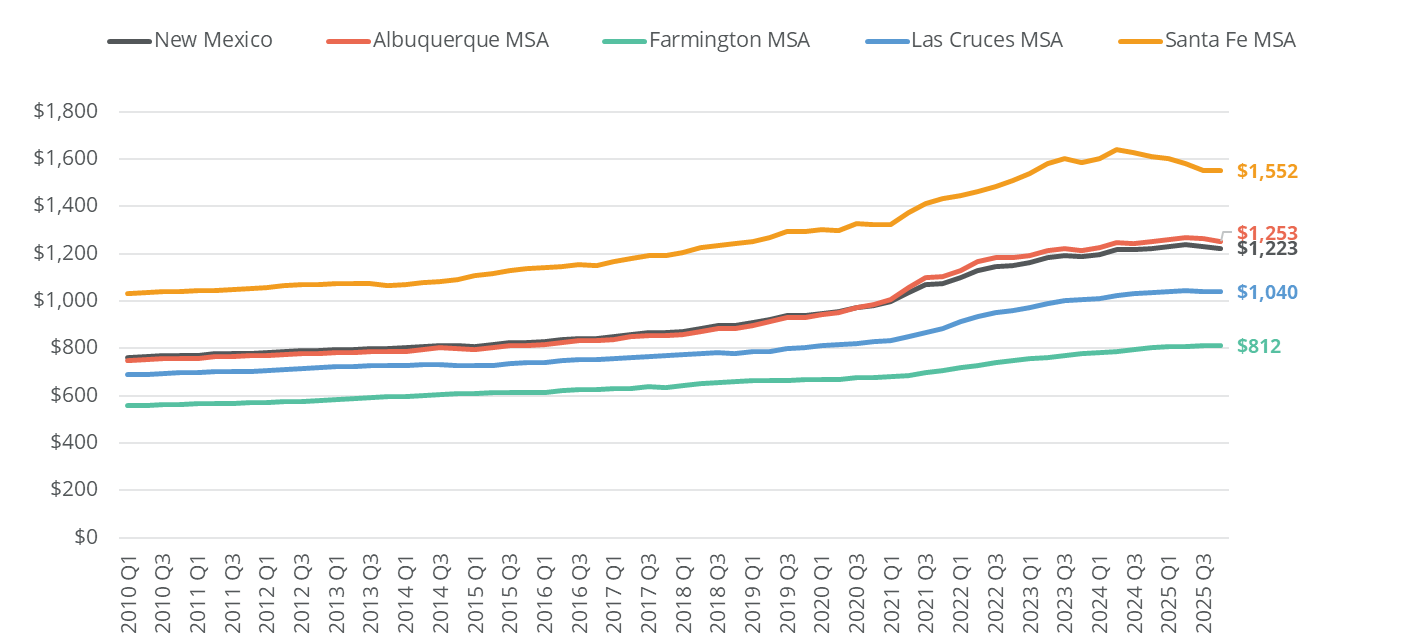 New Mexico Albuquerque MSA Farmington MSA Las Cruces MSA Santa Fe MSA
$1,800
$1,600
$1,552
$1,400
$1,253
$1,200
$1,223
$1,040
$1,000
$800
$812
$600
$400
$200
$0
2010 Q1
2010 Q3
2011 Q1
2011 Q3
2012 Q1
2012 Q3
2013 Q1
2013 Q3
2014 Q1
2014 Q3
2015 Q1
2015 Q3
2016 Q1
2016 Q3
2017 Q1
2017 Q3
2018 Q1
2018 Q3
2019 Q1
2019 Q3
2020 Q1
2020 Q3
2021 Q1
2021 Q3
2022 Q1
2022 Q3
2023 Q1
2023 Q3
2024 Q1
2024 Q3
2025 Q1
2025 Q3